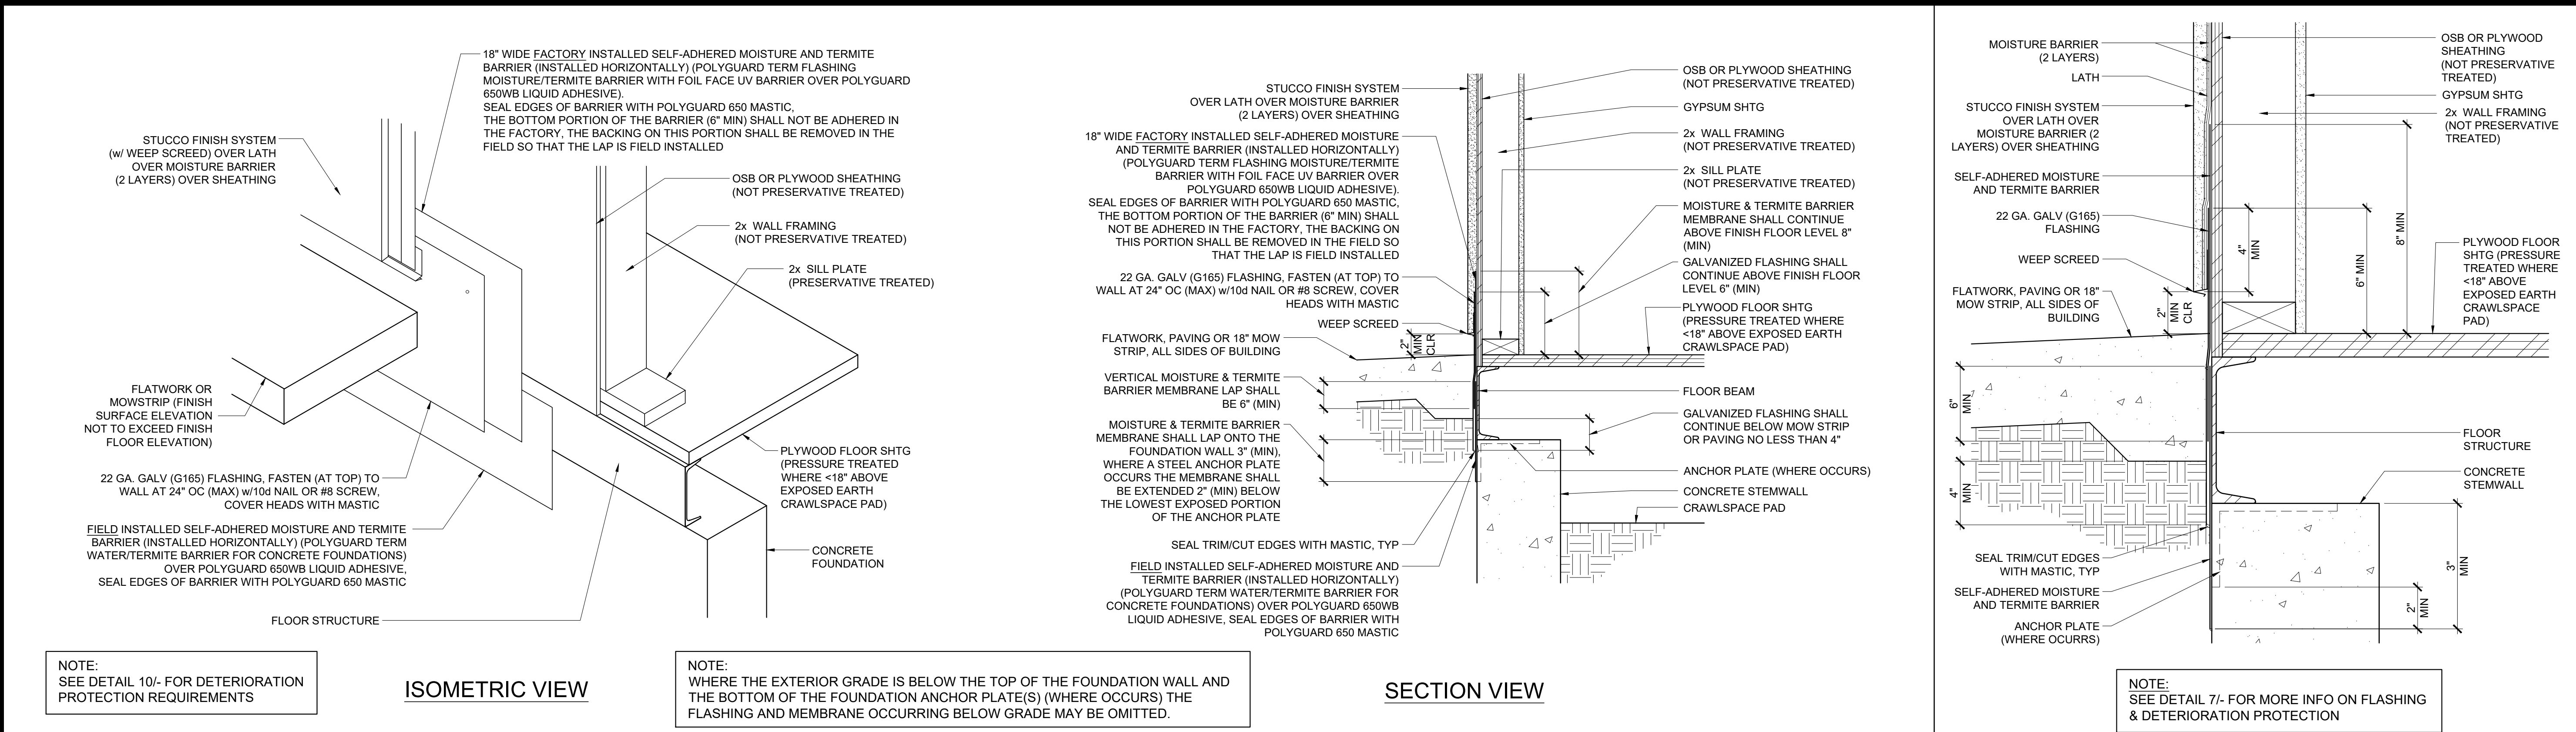 18" WIDE FACTORY INSTALLED SELF-ADHERED MOISTURE AND TERMITE
BARRIER (INSTALLED HORIZONTALLY) (POLYGUARD TERM FLASHING
MOISTURE/TERMITE BARRIER WITH FOIL FACE UV BARRIER OVER POLYGUARD
650WB LIQUID ADHESIVE).
SEAL EDGES OF BARRIER WITH POLYGUARD 650 MASTIC,
THE BOTTOM PORTION OF THE BARRIER (6" MIN) SHALL NOT BE ADHERED IN
THE FACTORY, THE BACKING ON THIS PORTION SHALL BE REMOVED IN THE
FIELD SO THAT THE LAP IS FIELD INSTALLED
STUCCO FINISH SYSTEM
(w/ WEEP SCREED) OVER LATH
OVER MOISTURE BARRIER
(2 LAYERS) OVER SHEATHING
OSB OR PLYWOOD SHEATHING
(NOT PRESERVATIVE TREATED)
2x WALL FRAMING
(NOT PRESERVATIVE TREATED)
2x SILL PLATE
(PRESERVATIVE TREATED)
FLATWORK OR
MOWSTRIP (FINISH
SURFACE ELEVATION
NOT TO EXCEED FINISH
FLOOR ELEVATION)
PLYWOOD FLOOR SHTG
(PRESSURE TREATED
WHERE <18" ABOVE
EXPOSED EARTH
CRAWLSPACE PAD)
22 GA. GALV (G165) FLASHING, FASTEN (AT TOP) TO
WALL AT 24" OC (MAX) w/10d NAIL OR #8 SCREW,
COVER HEADS WITH MASTIC
FIELD INSTALLED SELF-ADHERED MOISTURE AND TERMITE
BARRIER (INSTALLED HORIZONTALLY) (POLYGUARD TERM
WATER/TERMITE BARRIER FOR CONCRETE FOUNDATIONS)
OVER POLYGUARD 650WB LIQUID ADHESIVE,
SEAL EDGES OF BARRIER WITH POLYGUARD 650 MASTIC
CONCRETE
FOUNDATION
FLOOR STRUCTURE
NOTE:
SEE DETAIL 10/- FOR DETERIORATION
PROTECTION REQUIREMENTS
ISOMETRIC VIEW
NOTE:
WHERE THE EXTERIOR GRADE IS BELOW THE TOP OF THE FOUNDATION WALL AND
THE BOTTOM OF THE FOUNDATION ANCHOR PLATE(S) (WHERE OCCURS) THE
FLASHING AND MEMBRANE OCCURRING BELOW GRADE MAY BE OMITTED.
STUCCO FINISH SYSTEM
OVER LATH OVER MOISTURE BARRIER
(2 LAYERS) OVER SHEATHING
18" WIDE FACTORY INSTALLED SELF-ADHERED MOISTURE
AND TERMITE BARRIER (INSTALLED HORIZONTALLY)
(POLYGUARD TERM FLASHING MOISTURE/TERMITE
BARRIER WITH FOIL FACE UV BARRIER OVER
POLYGUARD 650WB LIQUID ADHESIVE).
SEAL EDGES OF BARRIER WITH POLYGUARD 650 MASTIC,
THE BOTTOM PORTION OF THE BARRIER (6" MIN) SHALL
NOT BE ADHERED IN THE FACTORY, THE BACKING ON
THIS PORTION SHALL BE REMOVED IN THE FIELD SO
THAT THE LAP IS FIELD INSTALLED
22 GA. GALV (G165) FLASHING, FASTEN (AT TOP) TO
WALL AT 24" OC (MAX) w/10d NAIL OR #8 SCREW, COVER
HEADS WITH MASTIC
WEEP SCREED
2"
MIN
CLR
FLATWORK, PAVING OR 18" MOW
STRIP, ALL SIDES OF BUILDING
VERTICAL MOISTURE & TERMITE
BARRIER MEMBRANE LAP SHALL
BE 6" (MIN)
MOISTURE & TERMITE BARRIER
MEMBRANE SHALL LAP ONTO THE
FOUNDATION WALL 3" (MIN),
WHERE A STEEL ANCHOR PLATE
OCCURS THE MEMBRANE SHALL
BE EXTENDED 2" (MIN) BELOW
THE LOWEST EXPOSED PORTION
OF THE ANCHOR PLATE
SEAL TRIM/CUT EDGES WITH MASTIC, TYP
FIELD INSTALLED SELF-ADHERED MOISTURE AND
TERMITE BARRIER (INSTALLED HORIZONTALLY)
(POLYGUARD TERM WATER/TERMITE BARRIER FOR
CONCRETE FOUNDATIONS) OVER POLYGUARD 650WB
LIQUID ADHESIVE, SEAL EDGES OF BARRIER WITH
POLYGUARD 650 MASTIC
OSB OR PLYWOOD SHEATHING
(NOT PRESERVATIVE TREATED)
GYPSUM SHTG
2x WALL FRAMING
(NOT PRESERVATIVE TREATED)
2x SILL PLATE
(NOT PRESERVATIVE TREATED)
MOISTURE & TERMITE BARRIER
MEMBRANE SHALL CONTINUE
ABOVE FINISH FLOOR LEVEL 8"
(MIN)
GALVANIZED FLASHING SHALL
CONTINUE ABOVE FINISH FLOOR
LEVEL 6" (MIN)
PLYWOOD FLOOR SHTG
(PRESSURE TREATED WHERE
<18" ABOVE EXPOSED EARTH
CRAWLSPACE PAD)
FLOOR BEAM
GALVANIZED FLASHING SHALL
CONTINUE BELOW MOW STRIP
OR PAVING NO LESS THAN 4"
ANCHOR PLATE (WHERE OCCURS)
CONCRETE STEMWALL
CRAWLSPACE PAD
SECTION VIEW
MOISTURE BARRIER
(2 LAYERS)
LATH
STUCCO FINISH SYSTEM
OVER LATH OVER
MOISTURE BARRIER (2
LAYERS) OVER SHEATHING
SELF-ADHERED MOISTURE
AND TERMITE BARRIER
22 GA. GALV (G165)
FLASHING
WEEP SCREED
FLATWORK, PAVING OR 18"
MOW STRIP, ALL SIDES OF
BUILDING
2"
MIN
CLR
4"
MIN
6" MIN
8" MIN
6"
MIN
4"
MIN
SEAL TRIM/CUT EDGES
WITH MASTIC, TYP
SELF-ADHERED MOISTURE
AND TERMITE BARRIER
ANCHOR PLATE
(WHERE OCURRS)
OSB OR PLYWOOD
SHEATHING
(NOT PRESERVATIVE
TREATED)
GYPSUM SHTG
2x WALL FRAMING
(NOT PRESERVATIVE
TREATED)
PLYWOOD FLOOR
SHTG (PRESSURE
TREATED WHERE
<18" ABOVE
EXPOSED EARTH
CRAWLSPACE
PAD)
FLOOR
STRUCTURE
CONCRETE
STEMWALL
3"
MIN
2"
MIN
NOTE:
SEE DETAIL 7/- FOR MORE INFO ON FLASHING
& DETERIORATION PROTECTION